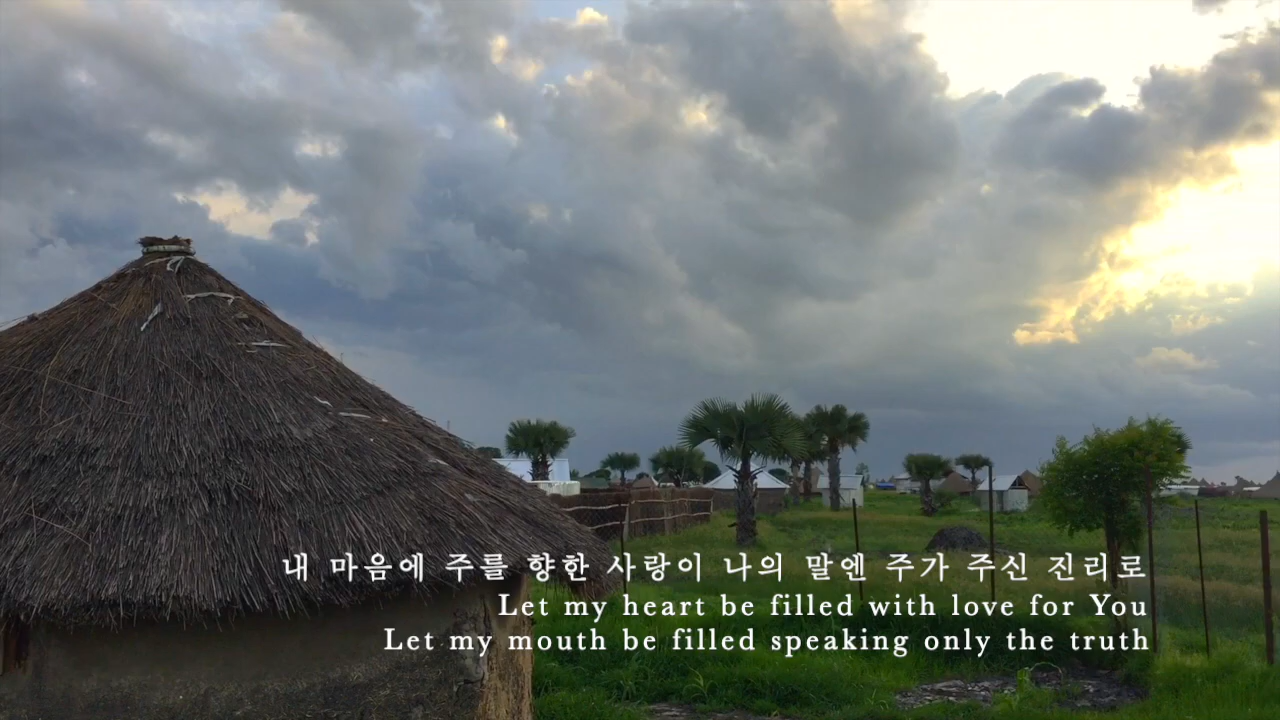 내 마음에 주를 향한 사랑이 나의 말엔 주가 주신 진리로
Let my heart be filled with love for You
Let my mouth be filled speaking only the truth